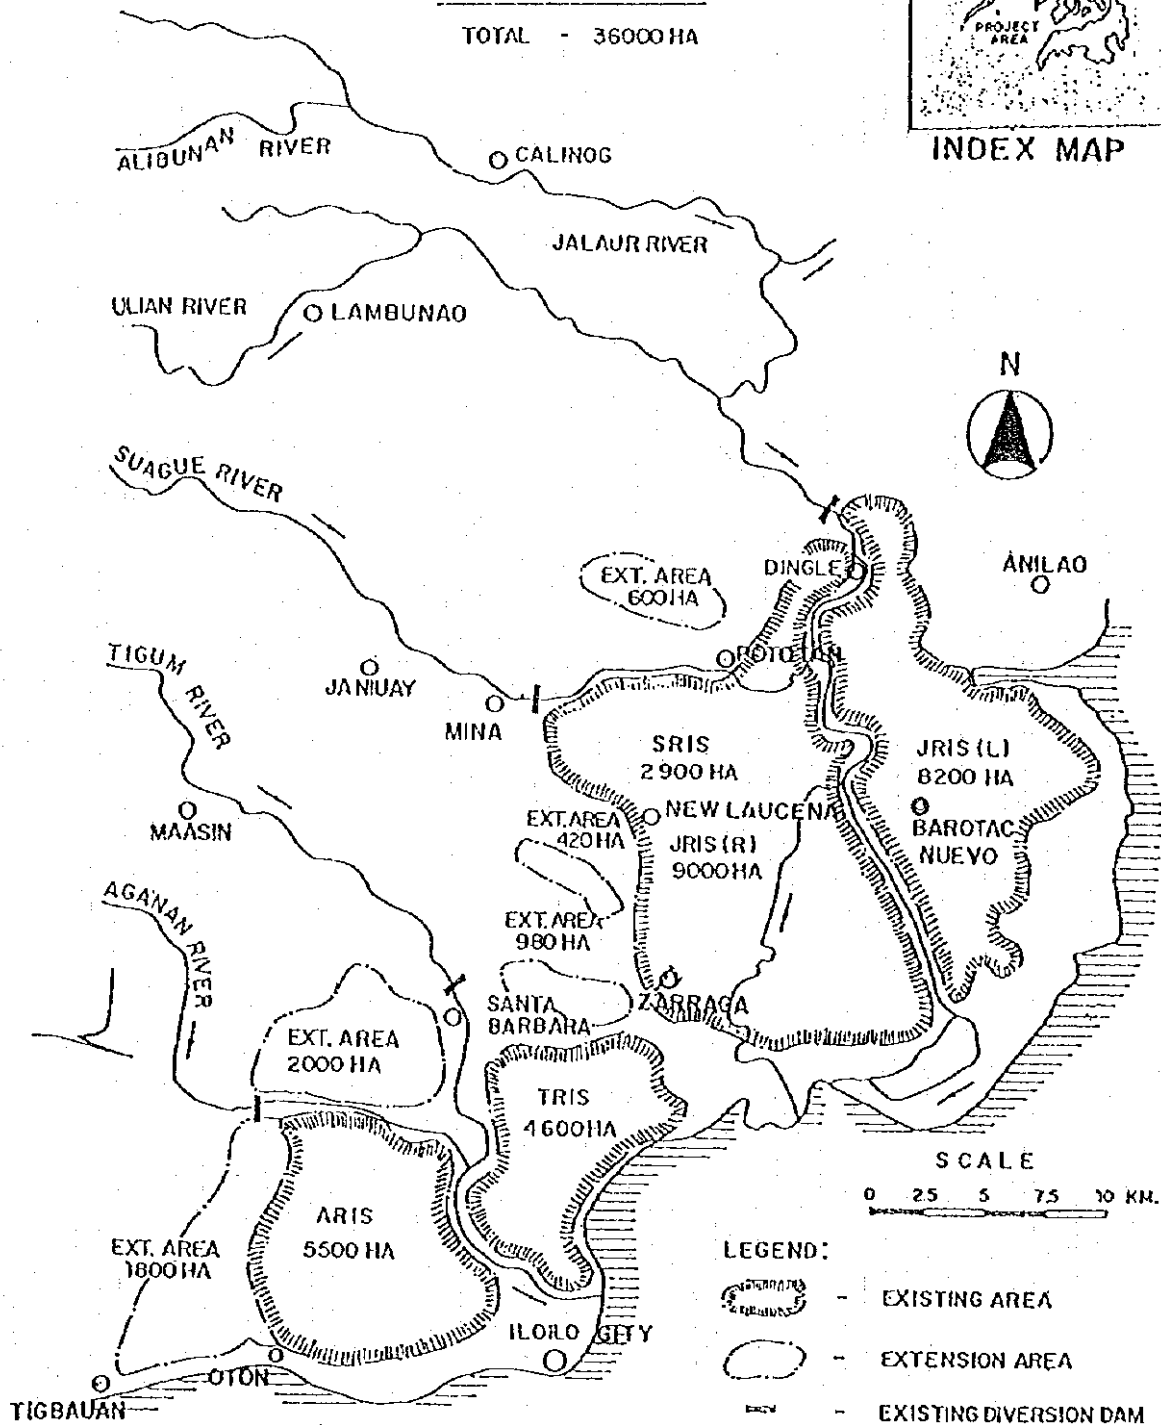 TOTAL - 36000 HA
PROJECT
AREA
INDEX MAP
ALIBUNAN RIVER
CALINOG
JALAUR RIVER
ULIAN RIVER
LAMBUNAO
N
SUAGUE RIVER
EXT. AREA
600 HA
DINGLE
ANILAO
TIGUM
RIVER
JANIUAY
POTOTAN
MINA
SRIS
2900 HA
JRIS (L)
8200 HA
MAASIN
EXT. AREA
420 HA
NEW LAUCENA
BAROTAC
NUEVO
JRIS (R)
9000 HA
AGANAN RIVER
EXT. AREA
980 HA
SANTA
BARBARA
ZARRAGA
EXT. AREA
2000 HA
TRIS
4600 HA
SCALE
0 2.5 5 7.5 10 KM.
ARIS
5500 HA
EXT. AREA
1800 HA
LEGEND:
- EXISTING AREA
ILOILO CITY
- EXTENSION AREA
OTON
TIGBAUAN
- EXISTING DIVERSION DAM